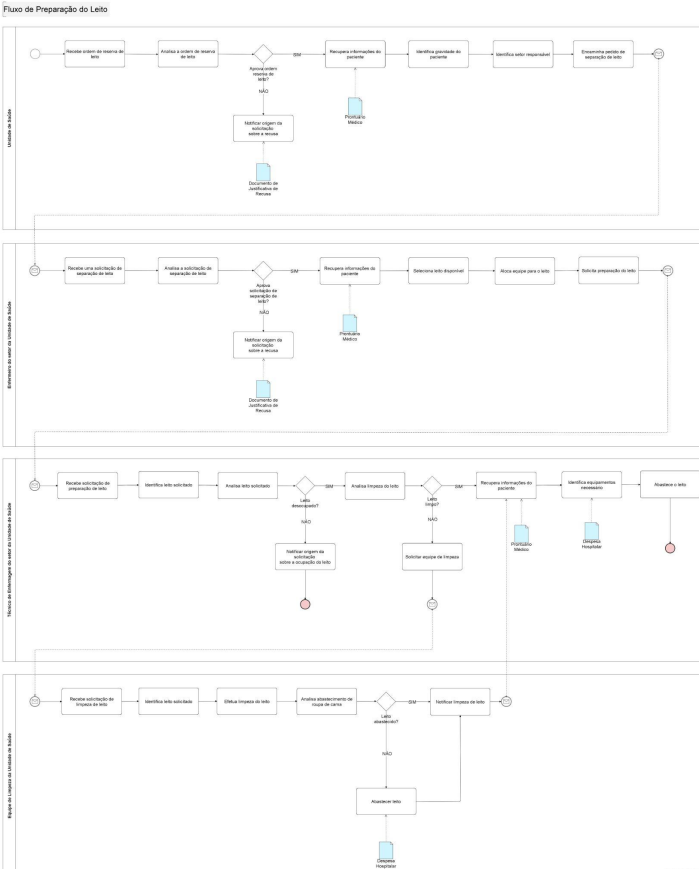 Fluxo de Preparação do Leito
Unidade de Saúde
Recebe ordem de reserva de
leito
Analisa a ordem de reserva
de leito
Aprova ordem
reserva de
leito?
SIM
NÃO
Notificar origem da
solicitação
sobre a recusa
Documento de
Justificativa de
Recusa
Recupera informações do
paciente
Prontuário
Médico
Identifica gravidade do
paciente
Identifica setor responsável
Encaminha pedido de
separação de leito
Enfermeiro do setor da Unidade de Saúde
Recebe uma solicitação de
separação de leito
Analisa a solicitação de
separação de leito
Aprova
solicitação de
separação de
leito?
SIM
NÃO
Notificar origem da
solicitação
sobre a recusa
Documento de
Justificativa de
Recusa
Recupera informações do
paciente
Prontuário
Médico
Seleciona leito disponível
Aloca equipe para o leito
Solicita preparação do leito
Técnico de Enfermagem do setor da Unidade de Saúde
Recebe solicitação de
preparação de leito
Identifica leito solicitado
Analisa leito solicitado
Leito
desocupado?
SIM
NÃO
Notificar origem da
solicitação
sobre a ocupação do leito
Analisa limpeza do leito
Leito
limpo?
SIM
NÃO
Solicitar equipe de limpeza
Recupera informações do
paciente
Prontuário
Médico
Identifica equipamentos
necessário
Despesa
Hospitalar
Abastece o leito
Equipe de Limpeza da Unidade de Saúde
Recebe solicitação de
limpeza de leito
Identifica leito solicitado
Efetua limpeza do leito
Analisa abastecimento de
roupa de cama
Leito
abastecido?
SIM
NÃO
Notificar limpeza de leito
Abastecer leito
Despesa
Hospitalar